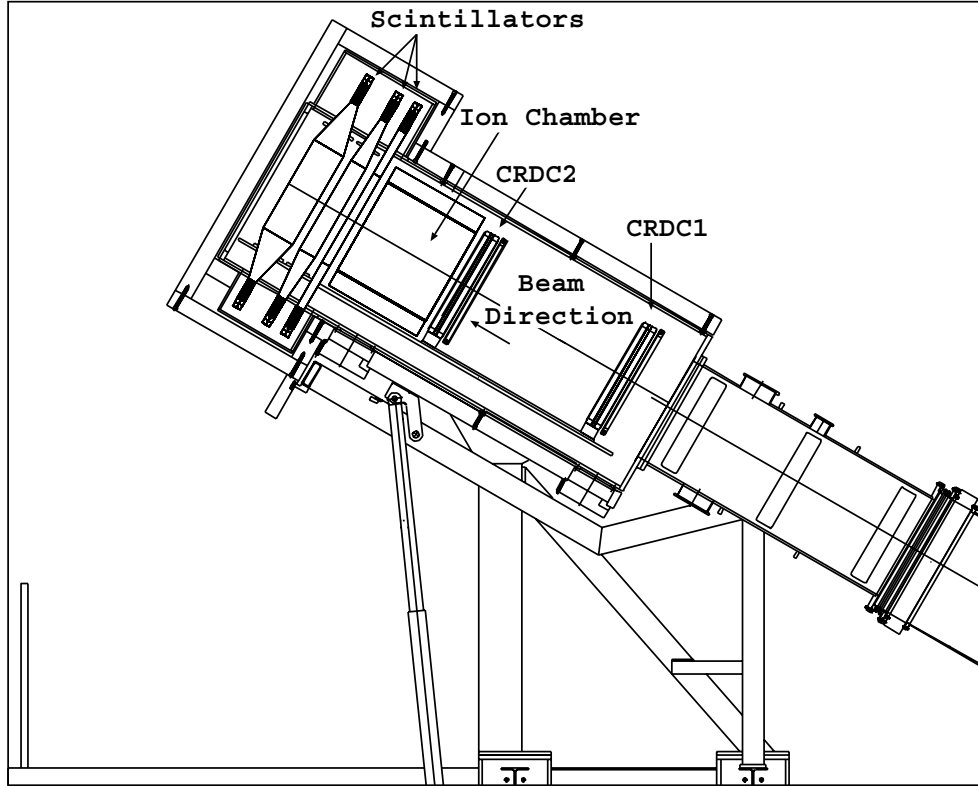 Scintillators
Ion Chamber
CRDC2
CRDC1
Beam
Direction